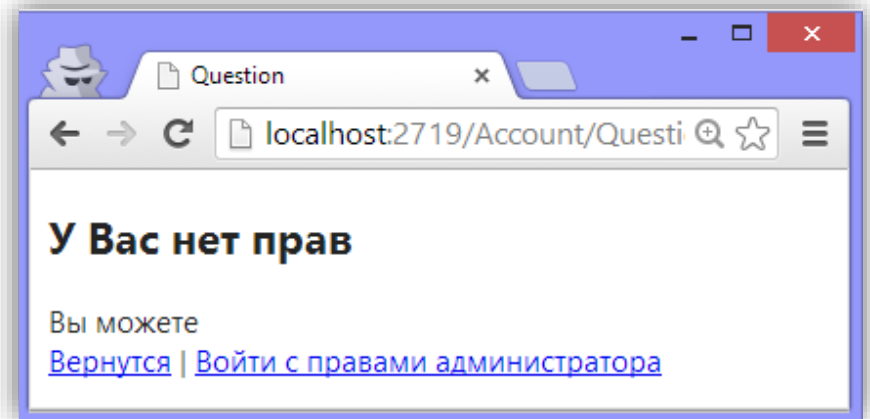 Question
localhost:2719/Account/Questi
У Вас нет прав
Вы можете
Вернутся | Войти с правами администратора